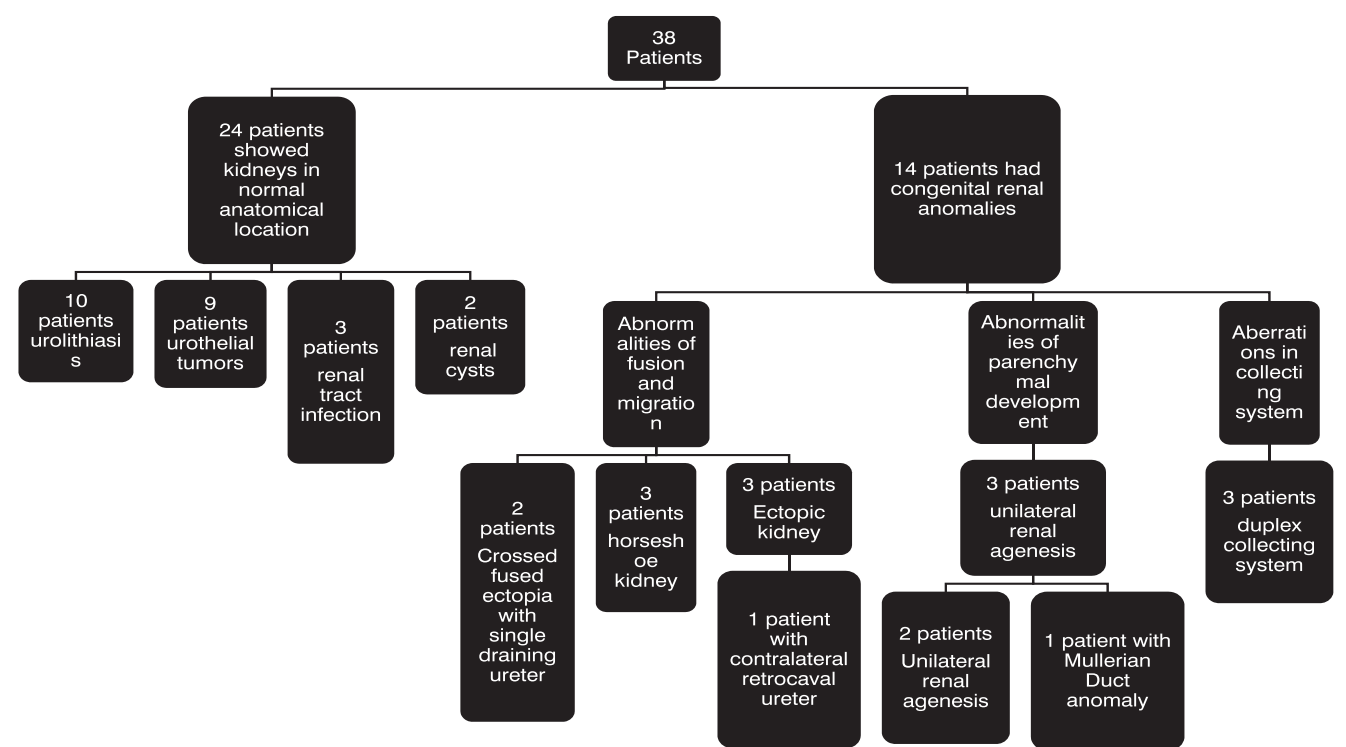 38
Patients
24 patients
showed
kidneys in
normal
anatomical
location
14 patients had
congenital renal
anomalies
10
patients
urolithiasi
s
9
patients
urothelial
tumors
3
patients
renal
tract
infection
2
patients
renal
cysts
Abnorm
alities of
fusion
and
migratio
n
Abnormalit
ies of
parenchy
mal
developm
ent
Aberrati
ons in
collecti
ng
system
2
patients
Crossed
fused
ectopia
with
single
draining
ureter
3
patients
horsesh
oe
kidney
3 patients
Ectopic
kidney
1 patient
with
contralateral
retrocaval
ureter
3 patients
unilateral
renal
agenesis
2 patients
Unilateral
renal
agenesis
1 patient with
Mullerian
Duct
anomaly
3 patients
duplex
collecting
system